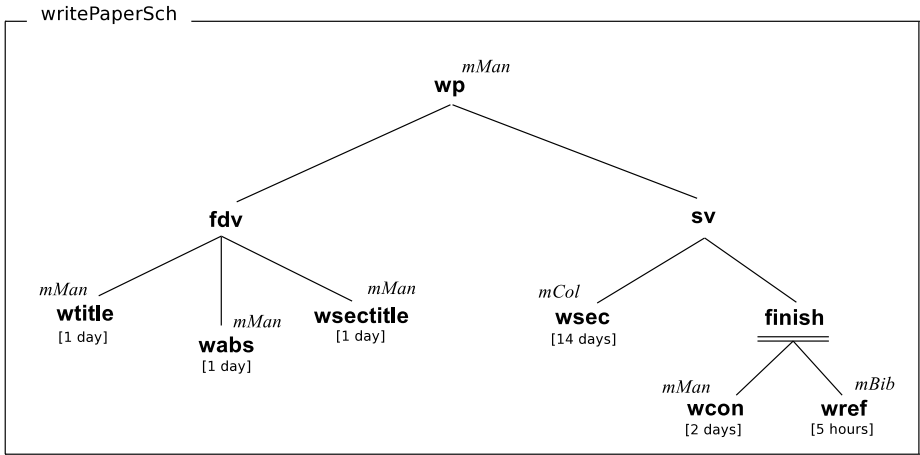 writePaperSch
mMan
wp
fdv
sv
mMan
wtitle
[1 day]
mMan
wabs
[1 day]
mMan
wsectitle
[1 day]
mCol
wsec
[14 days]
finish
mMan
wcon
[2 days]
mBib
wref
[5 hours]